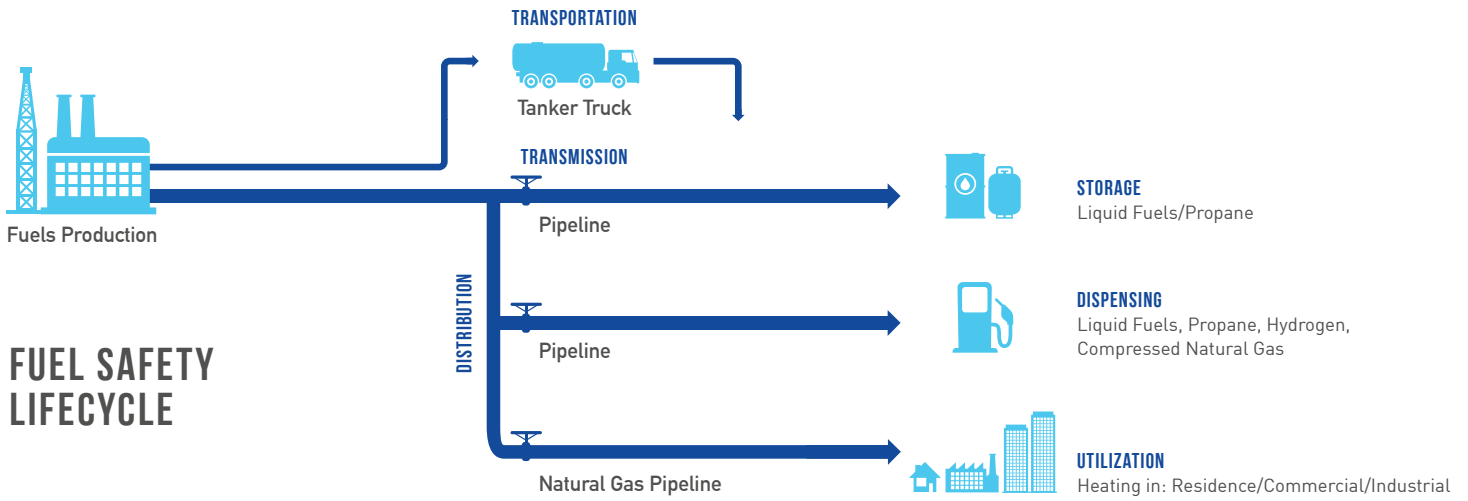 TRANSPORTATION
Tanker Truck
TRANSMISSION
Pipeline
Fuels Production
STORAGE
Liquid Fuels/Propane
DISTRIBUTION
Pipeline
DISPENSING
Liquid Fuels, Propane, Hydrogen,
Compressed Natural Gas
FUEL SAFETY
LIFECYCLE
Natural Gas Pipeline
UTILIZATION
Heating in: Residence/Commercial/Industrial